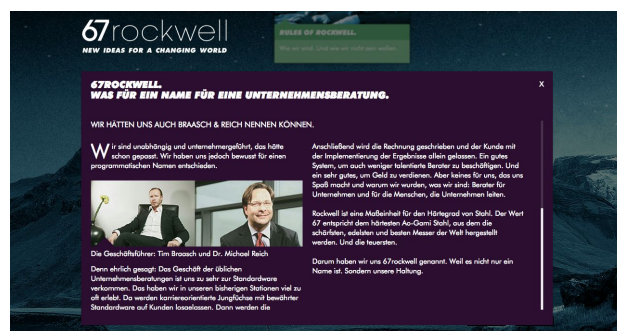 67rockwell
NEW IDEAS FOR A CHANGING WORLD
RULES OF ROCKWELL.
Wie wir sind. Und wie wir nicht sein wollen.
67ROCKWELL.
WAS FÜR EIN NAME FÜR EINE UNTERNEHMENSBERATUNG.
X
WIR HÄTTEN UNS AUCH BRAASCH & REICH NENNEN KÖNNEN.
Wir sind unabhängig und unternehmergeführt, das hätte
schon gepasst. Wir haben uns jedoch bewusst für einen
programmatischen Namen entschieden.
Die Geschäftsführer: Tim Braasch und Dr. Michael Reich
Denn ehrlich gesagt: Das Geschäft der üblichen
Unternehmensberatungen ist uns zu sehr zur Standardware
verkommen. Das haben wir in unseren bisherigen Stationen viel zu
oft erlebt. Da werden karriereorientierte Jungfüchse mit bewährter
Standardware auf Kunden losgelassen. Dann werden die
Anschließend wird die Rechnung geschrieben und der Kunde mit
der Implementierung der Ergebnisse allein gelassen. Ein gutes
System, um auch weniger talentierte Berater zu beschäftigen. Und
ein sehr gutes, um Geld zu verdienen. Aber keines für uns, das uns
Spaß macht und warum wir wurden, was wir sind: Berater für
Unternehmen und für die Menschen, die Unternehmen leiten.
Rockwell ist eine Maßeinheit für den Härtegrad von Stahl. Der Wert
67 entspricht dem härtesten Ao-Gami Stahl, aus dem die
schärfsten, edelsten und besten Messer der Welt hergestellt
werden. Und die teuersten.
Darum haben wir uns 67rockwell genannt. Weil es nicht nur ein
Name ist. Sondern unsere Haltung.